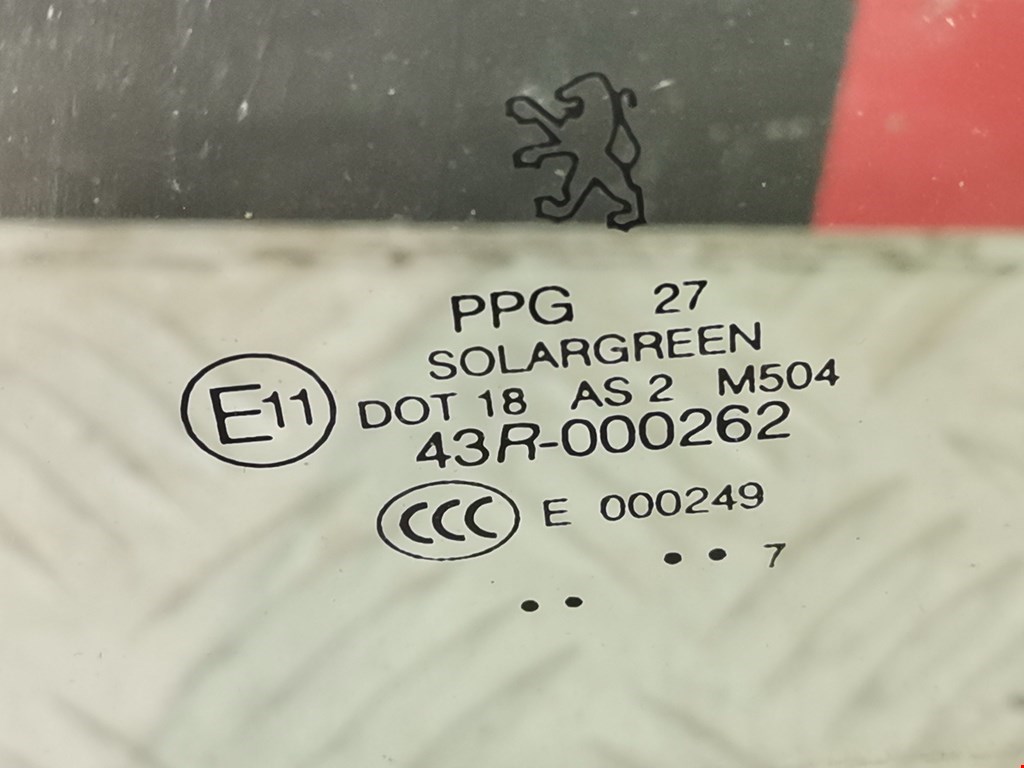 PPG 27
SOLARGREEN
E11 DOT 18 AS 2 M504
43R-000262
CCC E 000249
• • 7
• •